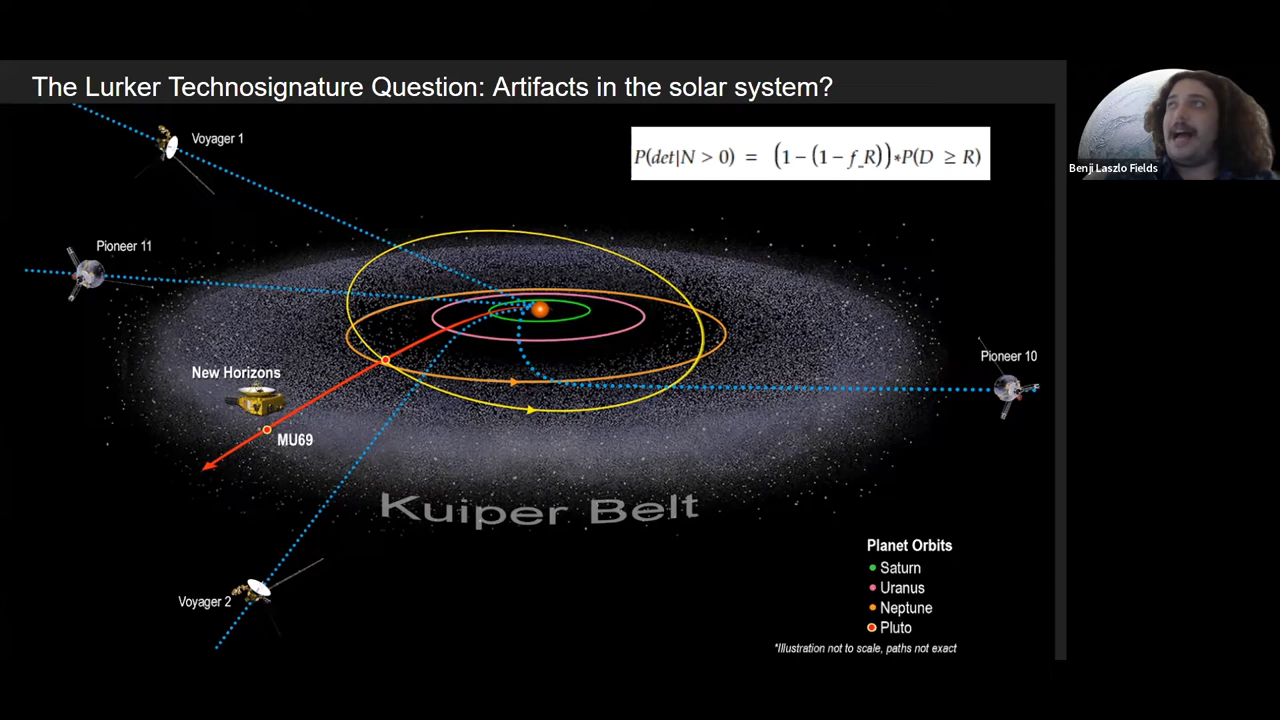 The Lurker Technosignature Question: Artifacts in the solar system?
Voyager 1
P(det|N > 0) = (1 − (1 − f_R))*P(D ≥ R)
Benji Laszlo Fields
Pioneer 11
Pioneer 10
New Horizons
MU69
Kuiper Belt
Planet Orbits
Saturn
Uranus
Neptune
Pluto
Voyager 2
*Illustration not to scale, paths not exact